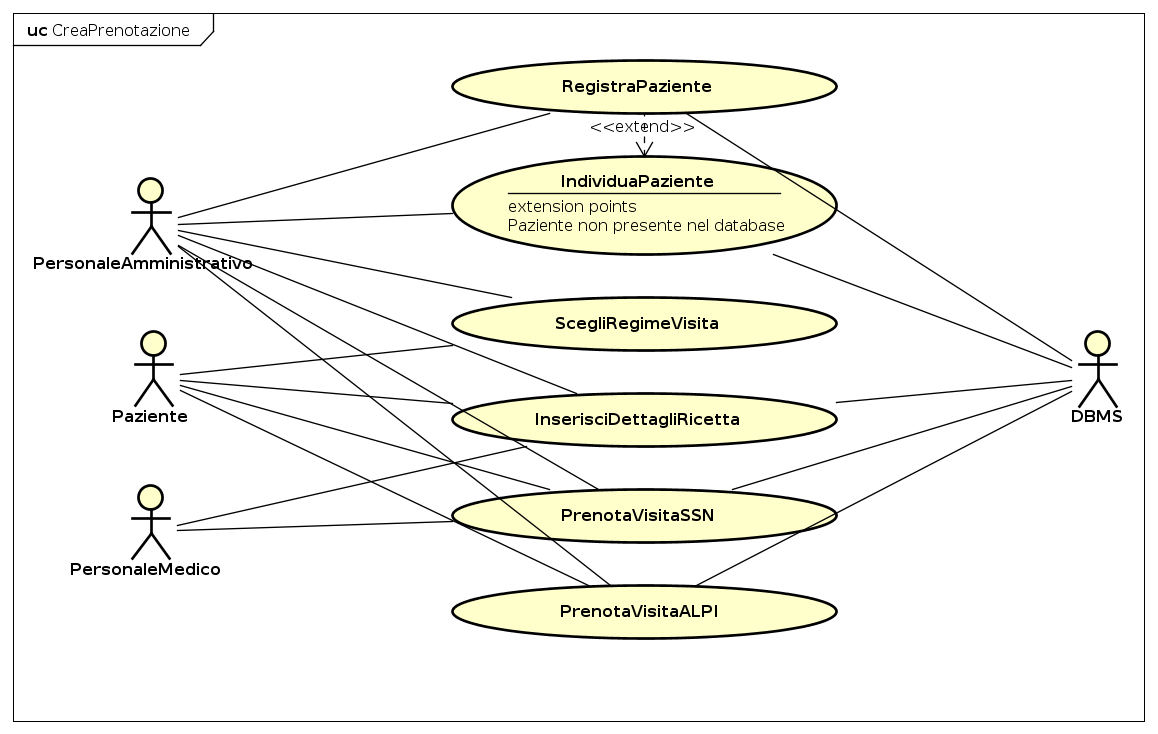 uc CreaPrenotazione
RegistraPaziente
<<extend>>
IndividuaPaziente
extension points
Paziente non presente nel database
PersonaleAmministrativo
ScegliRegimeVisita
Paziente
DBMS
InserisciDettagliRicetta
PrenotaVisitaSSN
PersonaleMedico
PrenotaVisitaALPI